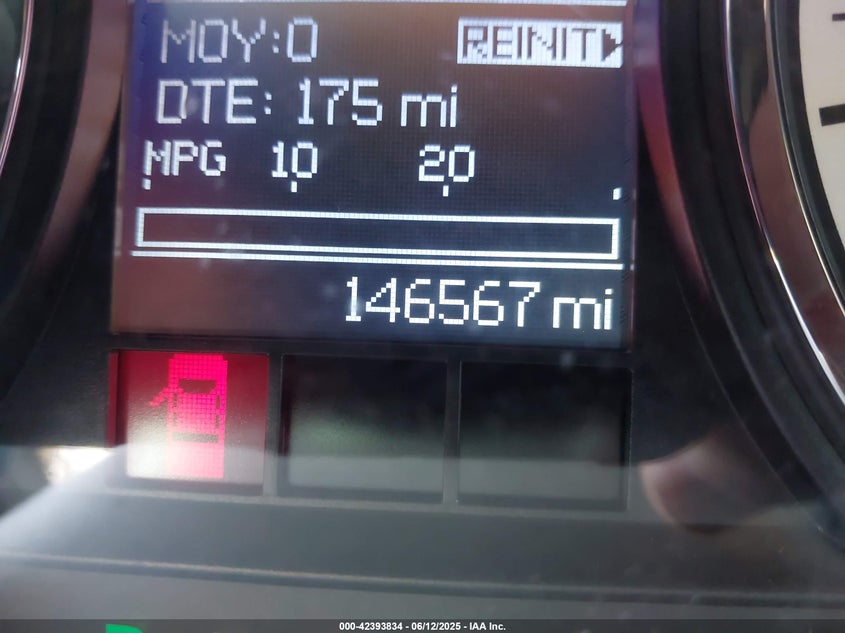 MOY:0 REINIT
DTE: 175 mi
MPG 10 20
146567 mi
000-42393834 - 06/12/2025 - IAA Inc.